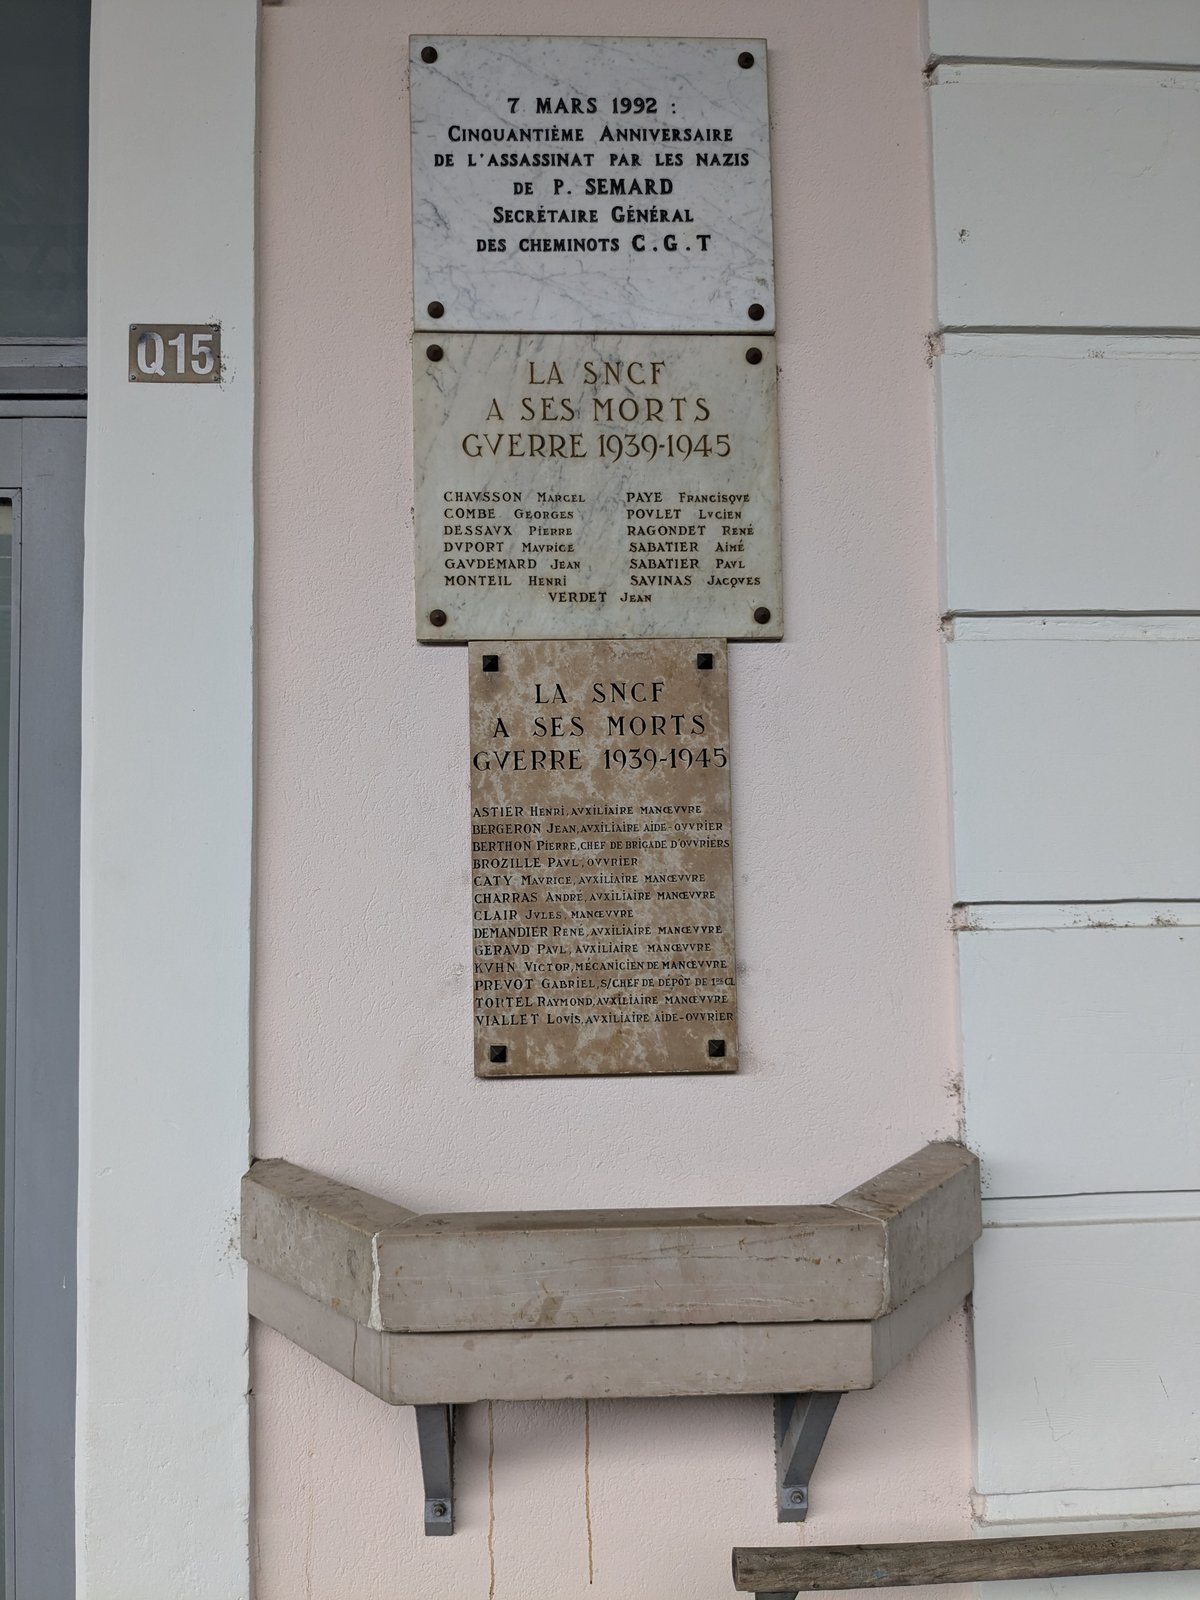 7 MARS 1992 :
CINQUANTIÈME ANNIVERSAIRE
DE L'ASSASSINAT PAR LES NAZIS
DE P. SEMARD
SECRÉTAIRE GÉNÉRAL
DES CHEMINOTS C.G.T
Q15
LA SNCF
A SES MORTS
GVERRE 1939-1945
CHAVSSON MARCEL
COMBE GEORGES
DESSAVX PIERRE
DVPORT MAVRICE
GAVDEMARD JEAN
MONTEIL HENRI
PAYE FRANCISQVE
POVLET LVCIEN
RAGONDET RENÉ
SABATIER AIMÉ
SABATIER PAVL
SAVINAS JACQVES
VERDET JEAN
LA SNCF
A SES MORTS
GVERRE 1939-1945
ASTIER HENRI, AVXILIAIRE MANŒVVRE
BERGERON JEAN, AVXILIAIRE AIDE-OVVRIER
BERTHON PIERRE, CHEF DE BRIGADE D'OVVRIERS
BROZILLE PAVL, OVVRIER
CATY MAVRICE, AVXILIAIRE MANŒVVRE
CHARRAS ANDRÉ, AVXILIAIRE MANŒVVRE
CLAIR JVLES, MANŒVVRE
DEMANDIER RENÉ, AVXILIAIRE MANŒVVRE
GERAVD PAVL, AVXILIAIRE MANŒVVRE
KVHN VICTOR, MÉCANICIEN DE MANŒVVRE
PREVOT GABRIEL, S/CHEF DE DÉPÔT DE 1RE CL
TORTEL RAYMOND, AVXILIAIRE MANŒVVRE
VIALLET LOVIS, AVXILIAIRE AIDE-OVVRIER